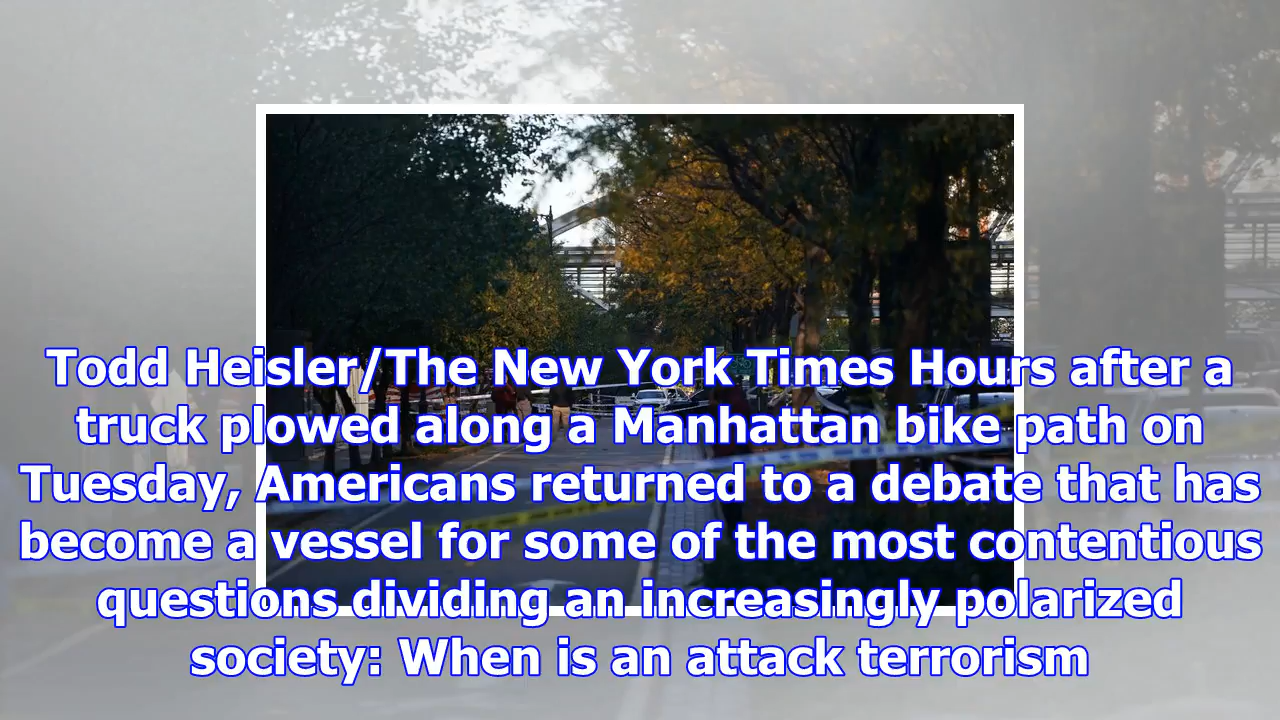 Todd Heisler/The New York Times Hours after a
truck plowed along a Manhattan bike path on
Tuesday, Americans returned to a debate that has
become a vessel for some of the most contentious
questions dividing an increasingly polarized
society: When is an attack terrorism